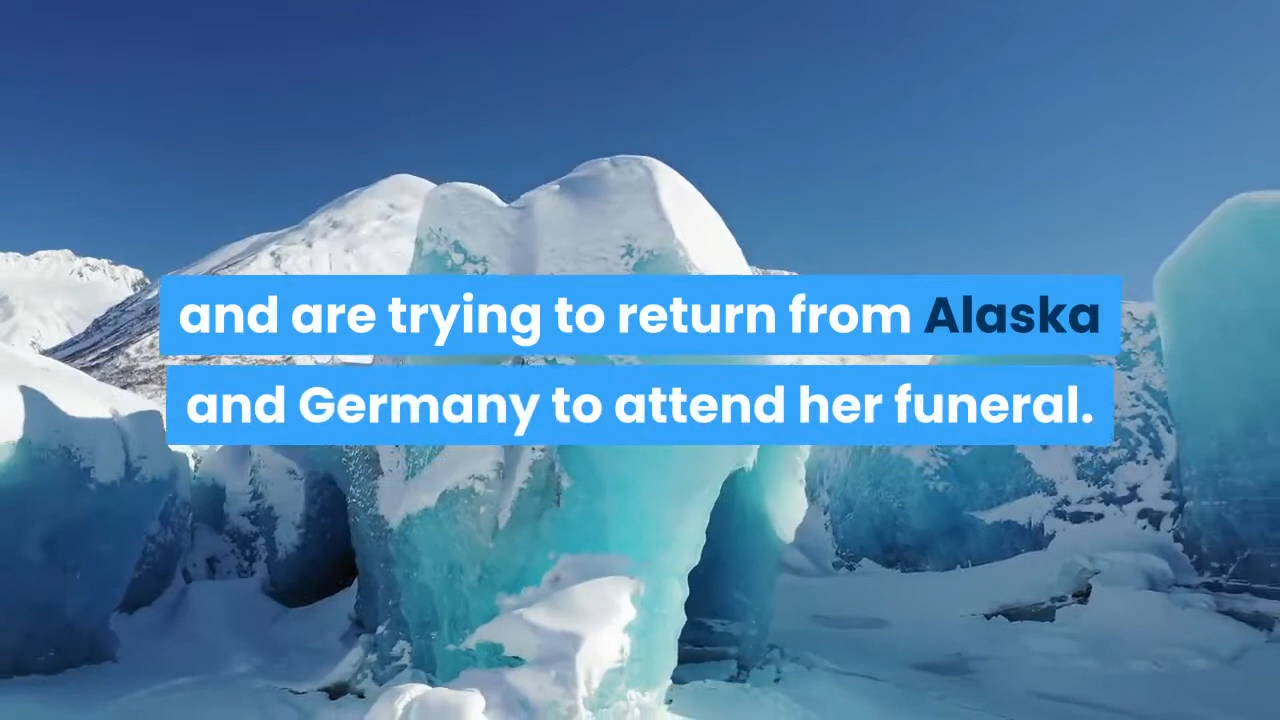 and are trying to return from Alaska
and Germany to attend her funeral.